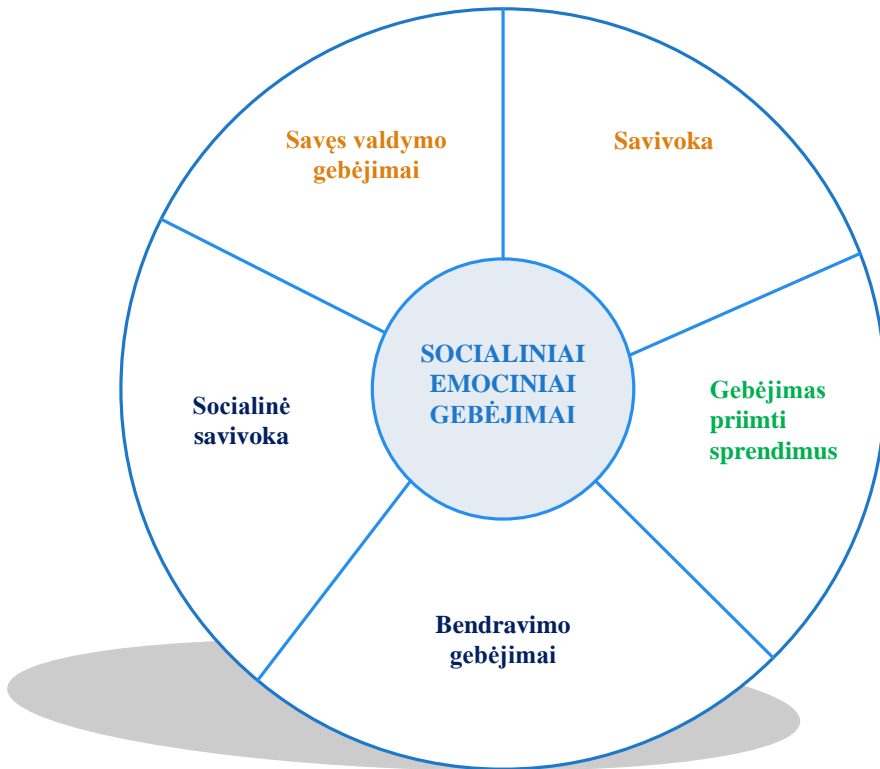 Savęs valdymo
gebėjimai
Savivoka
SOCIALINIAI
EMOCINIAI
GEBĖJIMAI
Socialinė
savivoka
Gebėjimas
priimti
sprendimus
Bendravimo
gebėjimai